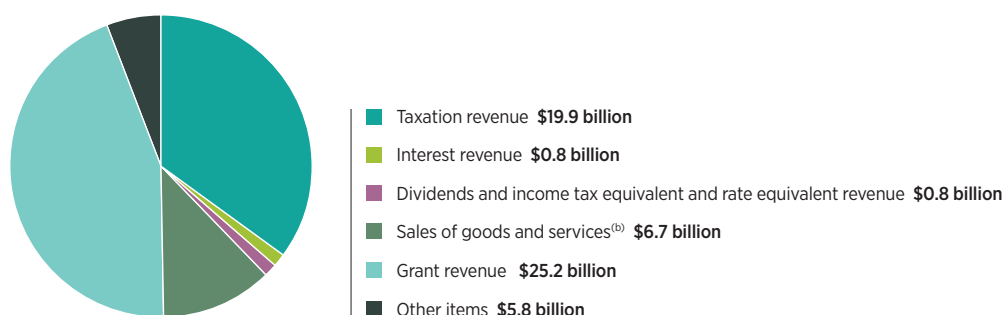 Taxation revenue $19.9 billion
Interest revenue $0.8 billion
Dividends and income tax equivalent and rate equivalent revenue $0.8 billion
Sales of goods and services(b) $6.7 billion
Grant revenue $25.2 billion
Other items $5.8 billion